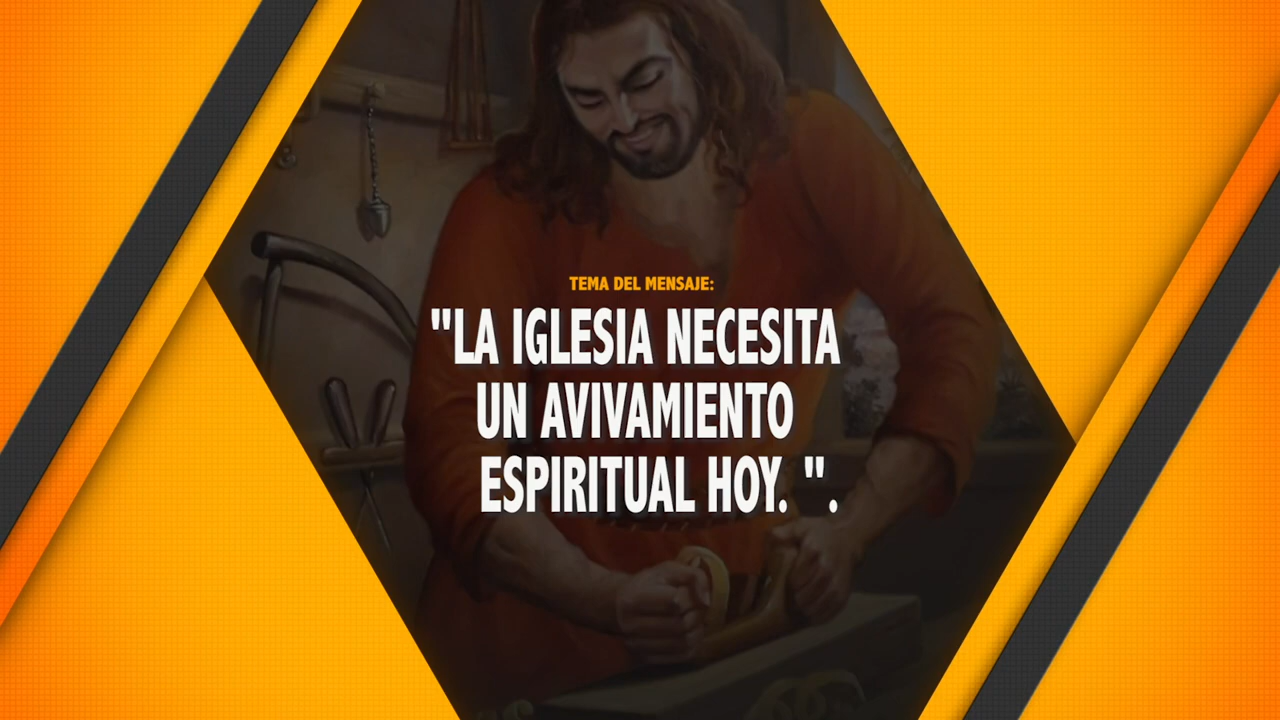 TEMA DEL MENSAJE:
"LA IGLESIA NECESITA
UN AVIVAMIENTO
ESPIRITUAL HOY. ".